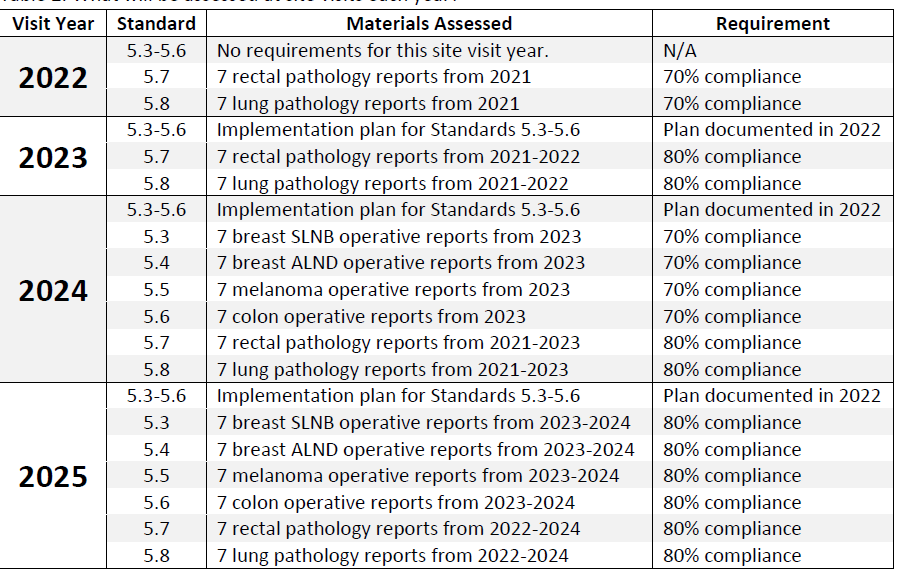 Visit Year Standard Materials Assessed Requirement
2022
5.3-5.6 No requirements for this site visit year. N/A
5.7 7 rectal pathology reports from 2021 70% compliance
5.8 7 lung pathology reports from 2021 70% compliance
2023
5.3-5.6 Implementation plan for Standards 5.3-5.6 Plan documented in 2022
5.7 7 rectal pathology reports from 2021-2022 80% compliance
5.8 7 lung pathology reports from 2021-2022 80% compliance
2024
5.3-5.6 Implementation plan for Standards 5.3-5.6 Plan documented in 2022
5.3 7 breast SLNB operative reports from 2023 70% compliance
5.4 7 breast ALND operative reports from 2023 70% compliance
5.5 7 melanoma operative reports from 2023 70% compliance
5.6 7 colon operative reports from 2023 70% compliance
5.7 7 rectal pathology reports from 2021-2023 80% compliance
5.8 7 lung pathology reports from 2021-2023 80% compliance
2025
5.3-5.6 Implementation plan for Standards 5.3-5.6 Plan documented in 2022
5.3 7 breast SLNB operative reports from 2023-2024 80% compliance
5.4 7 breast ALND operative reports from 2023-2024 80% compliance
5.5 7 melanoma operative reports from 2023-2024 80% compliance
5.6 7 colon operative reports from 2023-2024 80% compliance
5.7 7 rectal pathology reports from 2022-2024 80% compliance
5.8 7 lung pathology reports from 2022-2024 80% compliance